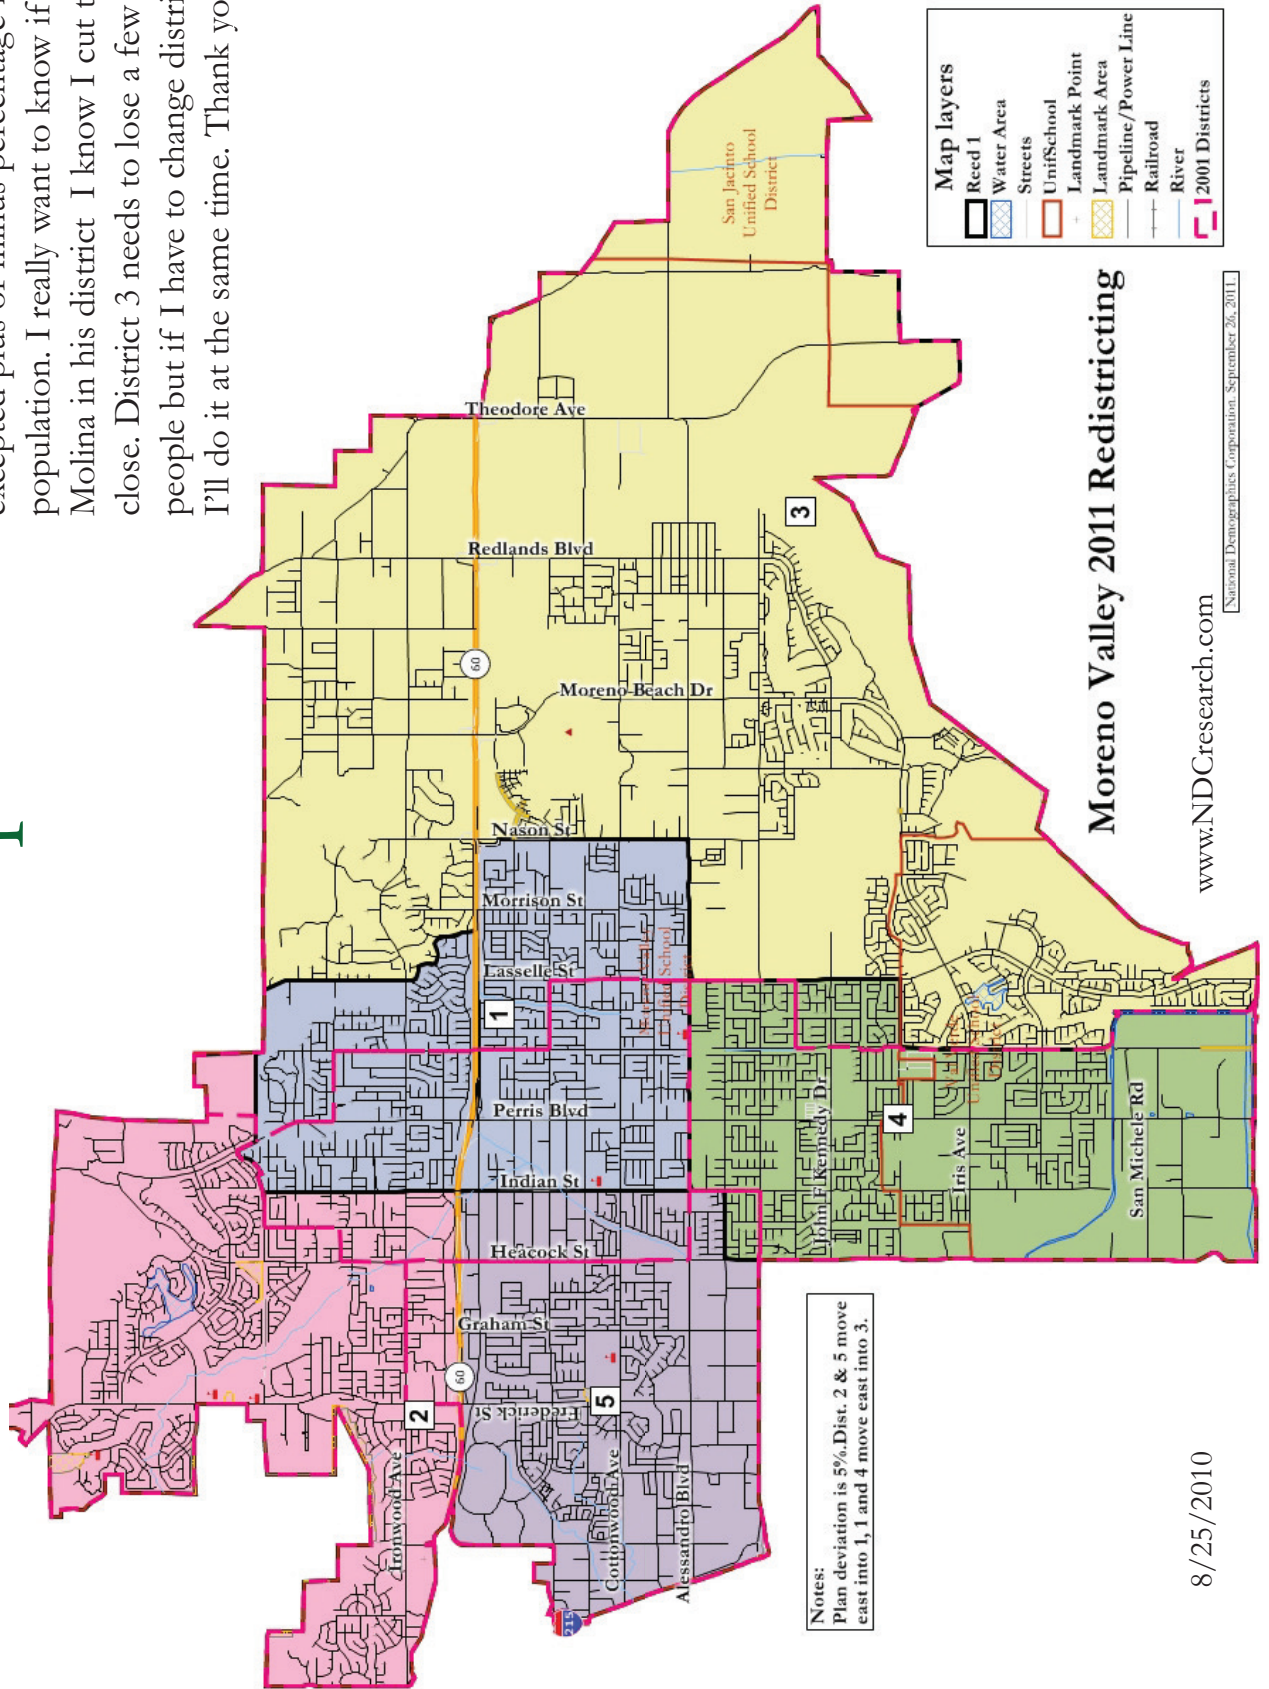 excepted plus or minus percentage
population. I really want to know if
Molina in his district I know I cut
close. District 3 needs to lose a few
people but if I have to change
I'll do it at the same time. Thank
Map layers
Reed 1
Water Area
Streets
UnifSchool
Landmark Point
Landmark Area
Pipeline/Power Line
Railroad
River
2001 Districts
San Jacinto
Unified School
District
Theodore Ave
Redlands Blvd
3
60
Moreno Beach Dr
Nason St
Morrison St
Lasselle St
Unified School
District
1
Perris Blvd
Indian St
Heacock St
Graham St
60
Frederick St
2
5
Ironwood Ave
Cottonwood Ave
Alessandro Blvd
215
John F Kennedy Dr
4
Iris Ave
San Michele Rd
Moreno Valley 2011 Redistricting
National Demographics Corporation. September 26, 2011.
www.NDCresearch.com
Notes:
Plan deviation is 5%.Dist. 2 & 5 move
east into 1, 1 and 4 move east into 3.
8/25/2010